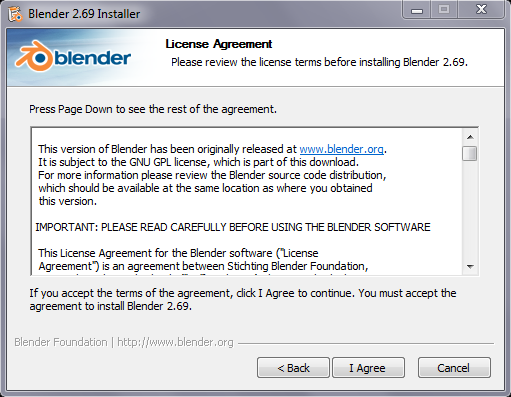 Blender 2.69 Installer
blender
License Agreement
Please review the license terms before installing Blender 2.69.
Press Page Down to see the rest of the agreement.
This version of Blender has been originally released at www.blender.org.
It is subject to the GNU GPL license, which is part of this download.
For more information please review the Blender source code distribution,
which should be available at the same location as where you obtained
this version.
IMPORTANT: PLEASE READ CAREFULLY BEFORE USING THE BLENDER SOFTWARE
This License Agreement for the Blender software ("License
Agreement") is an agreement between Stichting Blender Foundation,
If you accept the terms of the agreement, click I Agree to continue. You must accept the
agreement to install Blender 2.69.
Blender Foundation | http://www.blender.org
< Back
I Agree
Cancel